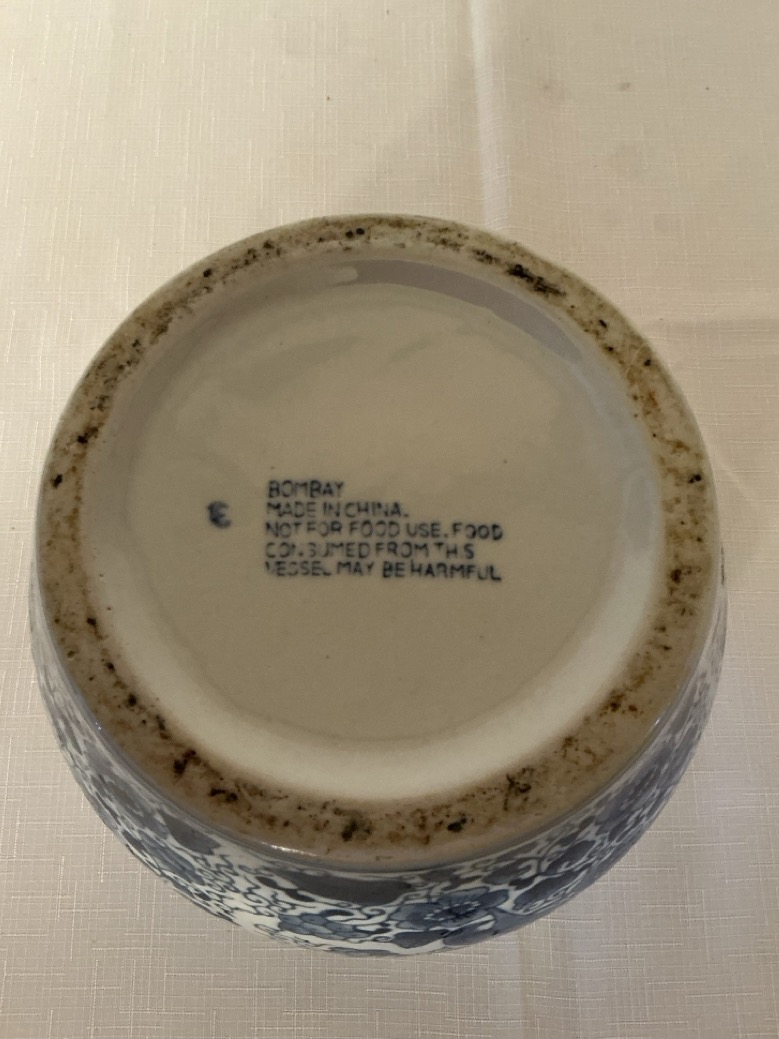 BOMBAY
MADE IN CHINA.
NOT FOR FOOD USE. FOOD
CONSUMED FROM THIS
VESSEL MAY BE HARMFUL